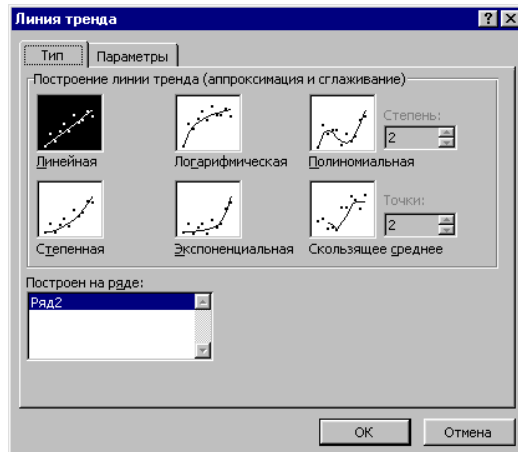 Линия тренда
Тип Параметры
Построение линии тренда (аппроксимация и сглаживание)
Степень:
2
Линейная Логарифмическая Полиномиальная
Точки:
2
Степенная Экспоненциальная Скользящее среднее
Построен на ряде:
Ряд2
ОК Отмена